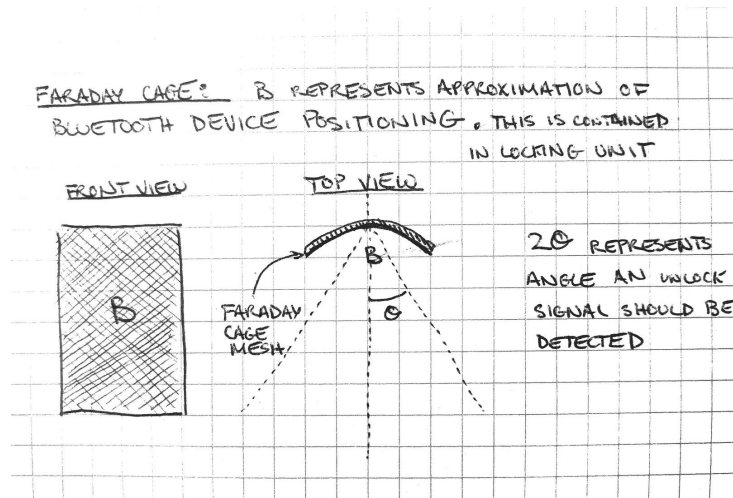 FARADAY CAGE: B REPRESENTS APPROXIMATION OF
BLUETOOTH DEVICE POSITIONING. THIS IS CONTAINED
IN LOCKING UNIT
FRONT VIEW
TOP VIEW
B
B
θ
FARADAY
CAGE
MESH
2θ REPRESENTS
ANGLE AN UNLOCK
SIGNAL SHOULD BE
DETECTED